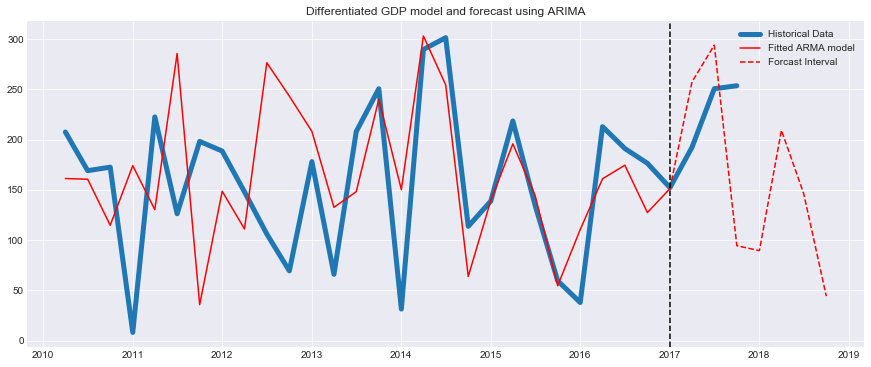 Differentiated GDP model and forecast using ARIMA
Historical Data
Fitted ARMA model
Forcast Interval
300
250
200
150
100
50
0
2010 2011 2012 2013 2014 2015 2016 2017 2018 2019